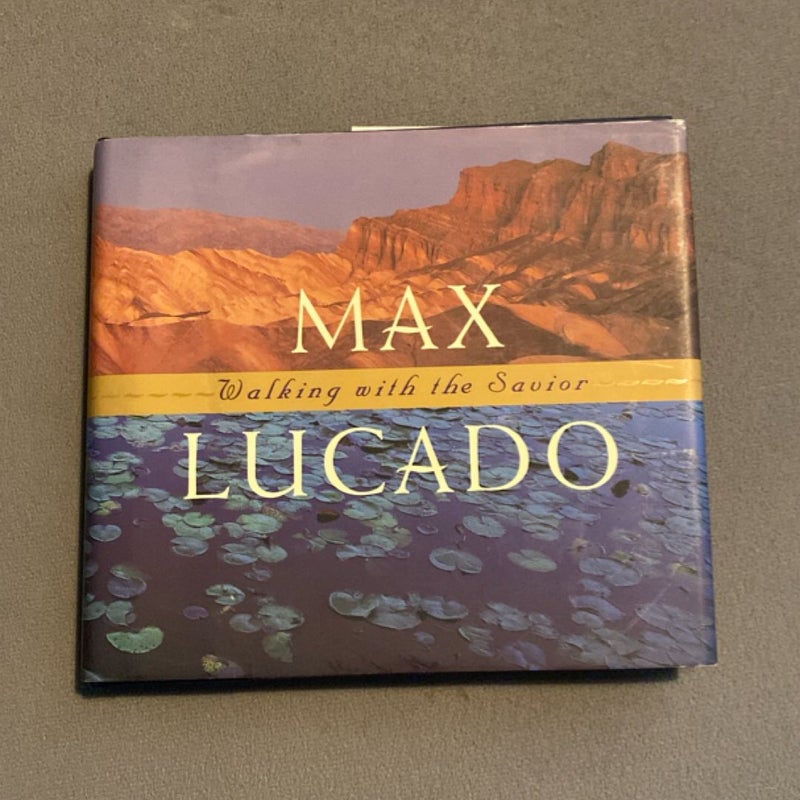 MAX
Walking with the Savior
LUCADO